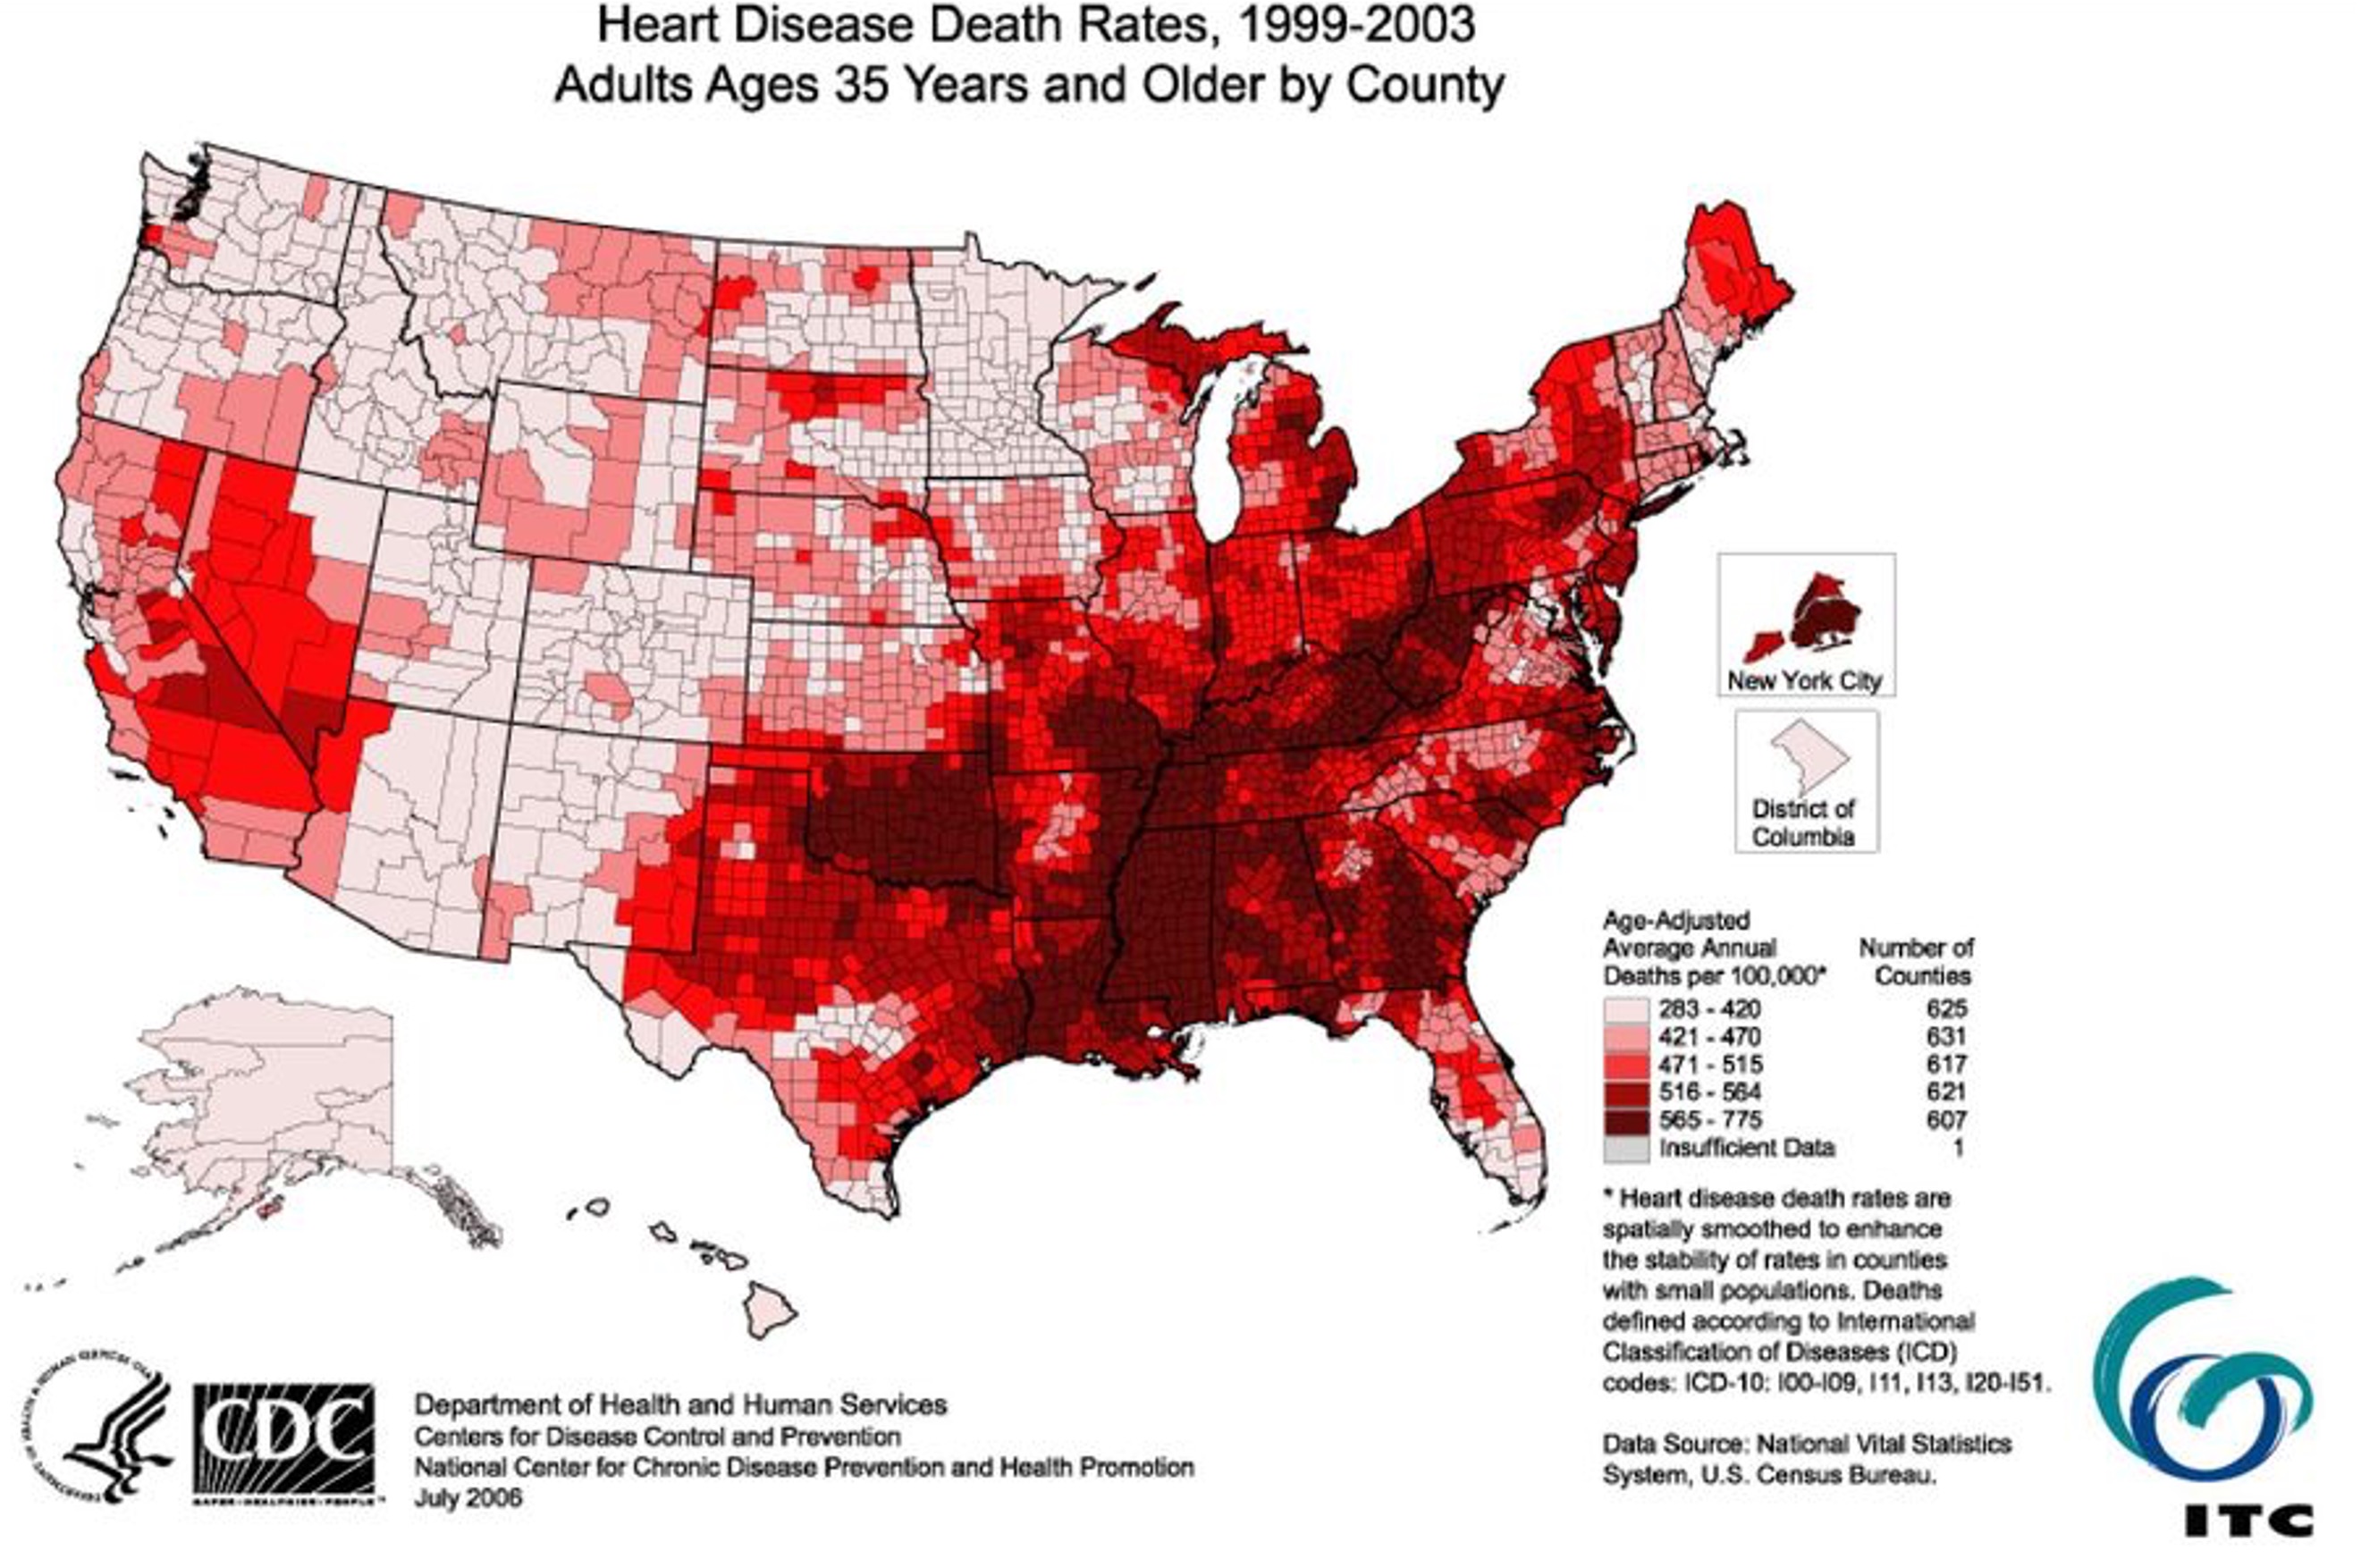 Heart Disease Death Rates, 1999-2003
Adults Ages 35 Years and Older by County
New York City
District of
Columbia
Age-Adjusted
Average Annual
Deaths per 100,000*
Number of
Counties
283 - 420 625
421 - 470 631
471 - 515 617
516 - 564 621
565 - 775 607
Insufficient Data 1
* Heart disease death rates are
spatially smoothed to enhance
the stability of rates in counties
with small populations. Deaths
defined according to International
Classification of Diseases (ICD)
codes: ICD-10: I00-I09, I11, I13, I20-I51.
Data Source: National Vital Statistics
System, U.S. Census Bureau.
CDC
SAFER • HEALTHIER • PEOPLE™
Department of Health and Human Services
Centers for Disease Control and Prevention
National Center for Chronic Disease Prevention and Health Promotion
July 2006
ITC